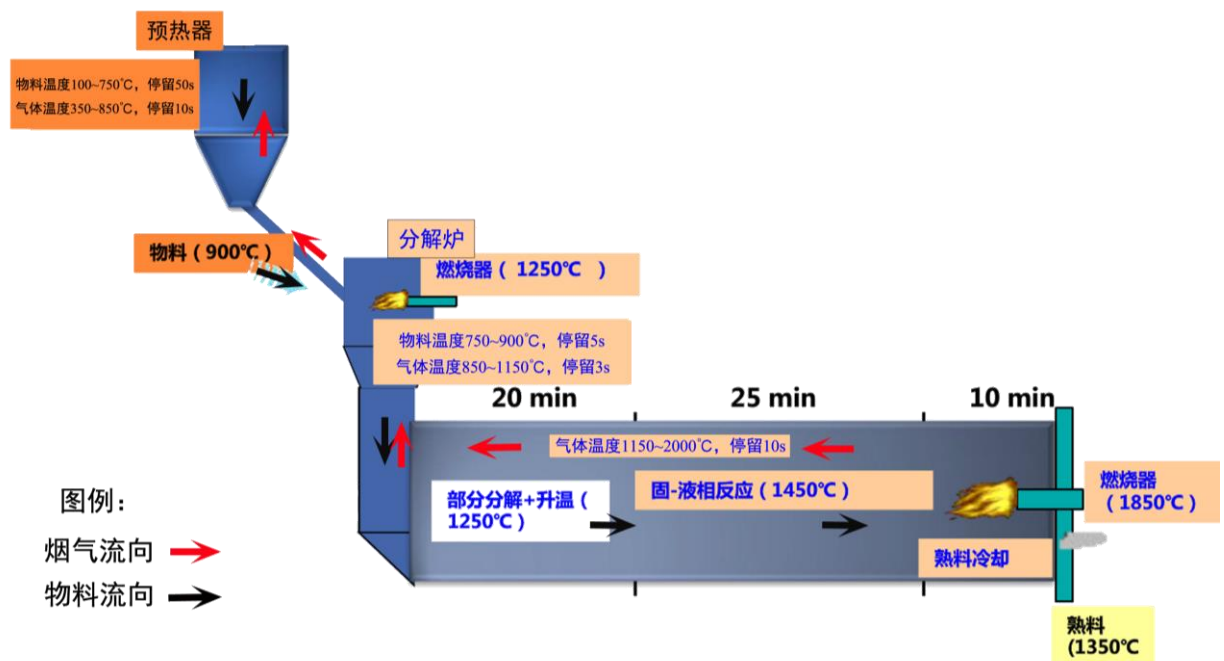 预热器
物料温度100~750℃，停留50s
气体温度350~850℃，停留10s
物料（900℃）
分解炉
燃烧器（ 1250℃ ）
物料温度750~900℃，停留5s
气体温度850~1150℃，停留3s
20 min
25 min
10 min
气体温度1150~2000℃，停留10s
部分分解+升温（
1250℃）
固-液相反应（1450℃）
燃烧器
（1850℃）
熟料冷却
熟料
(1350℃
图例：
烟气流向
物料流向